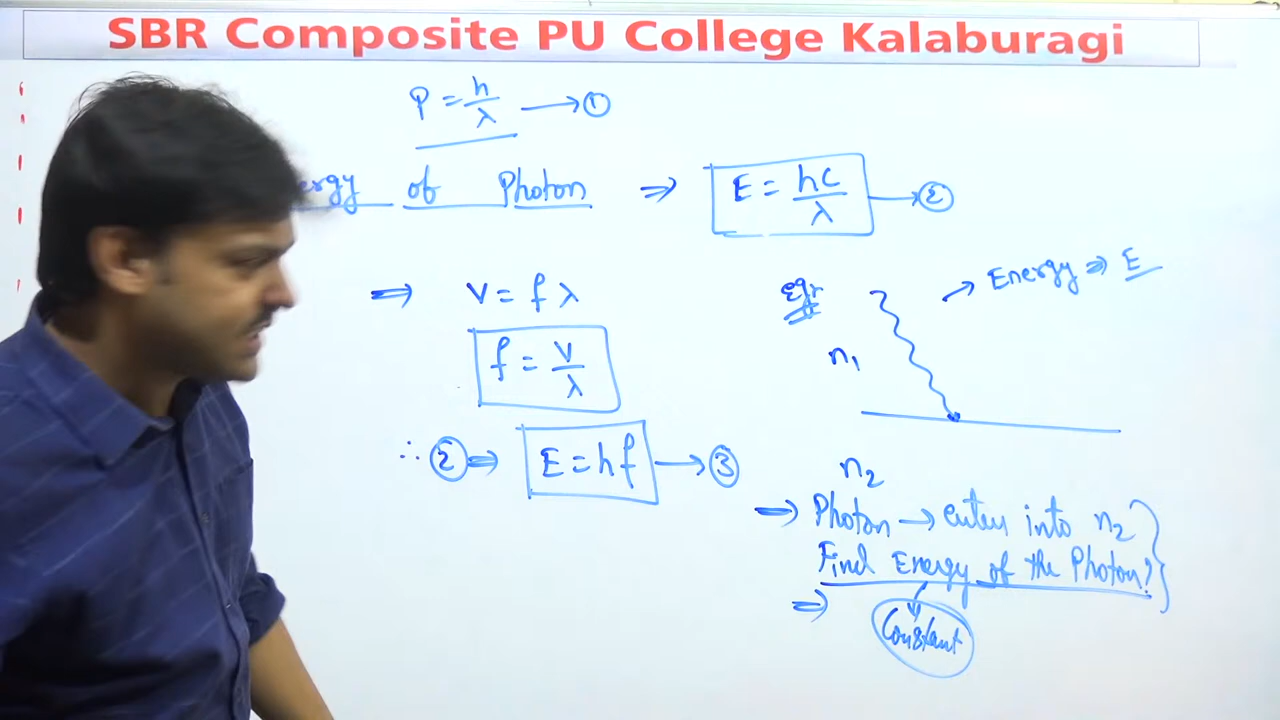 SBR Composite PU College Kalaburagi
P = h/λ → ①
ergy of Photon ⇒ E = hc/λ → ②
⇒ v = f λ
f = v/λ
∴ ② ⇒ E = hf → ③
Eg:
→ Energy ⇒ E
n₁
n₂
⇒ Photon → enters into n₂
Find Energy of the Photon?
⇒
Constant